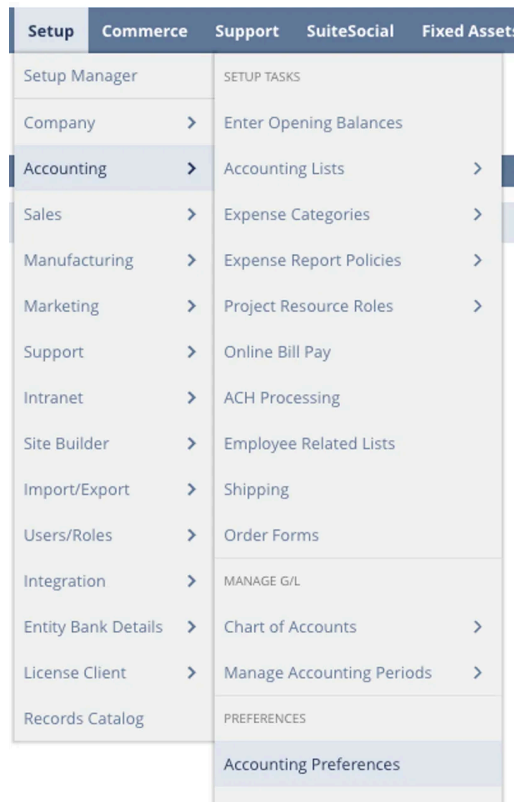 Setup Commerce Support SuiteSocial Fixed Assets
Setup Manager
Company
Accounting
Sales
Manufacturing
Marketing
Support
Intranet
Site Builder
Import/Export
Users/Roles
Integration
Entity Bank Details
License Client
Records Catalog
SETUP TASKS
Enter Opening Balances
Accounting Lists
Expense Categories
Expense Report Policies
Project Resource Roles
Online Bill Pay
ACH Processing
Employee Related Lists
Shipping
Order Forms
MANAGE G/L
Chart of Accounts
Manage Accounting Periods
PREFERENCES
Accounting Preferences